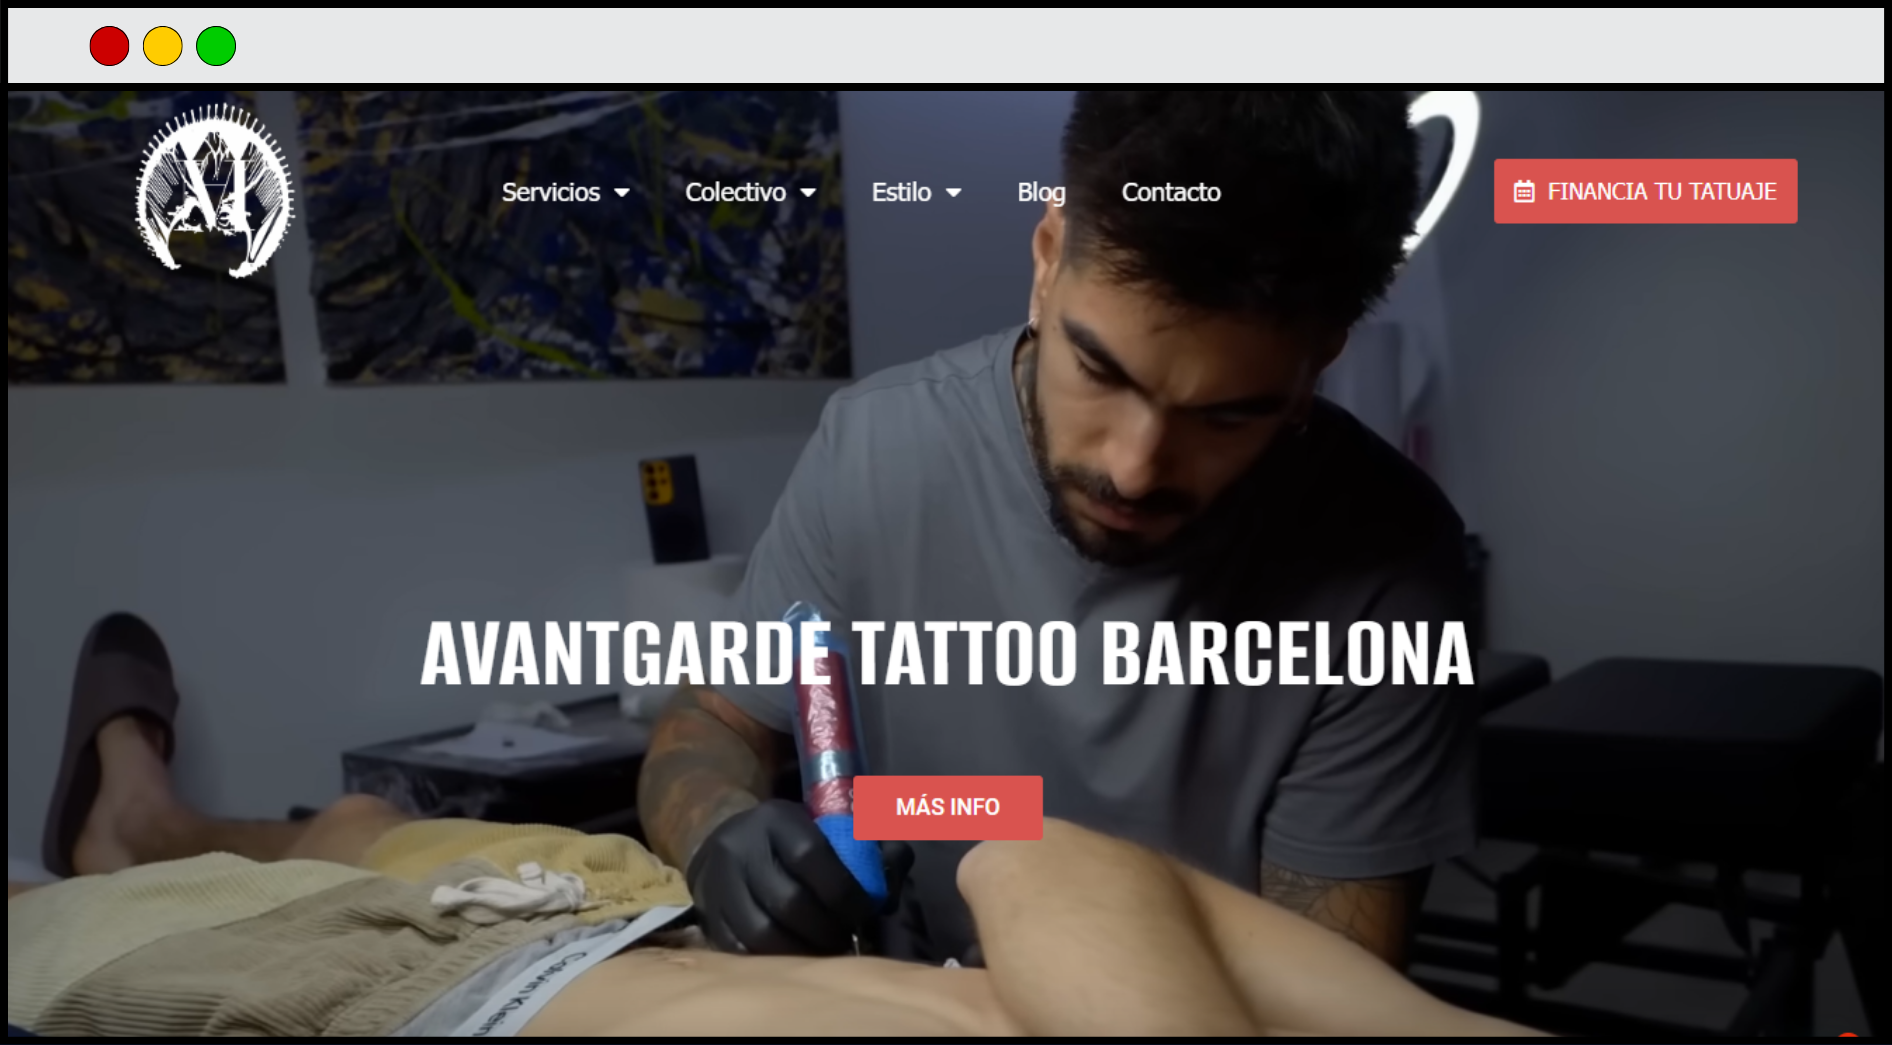 Servicios
Colectivo
Estilo
Blog
Contacto
FINANCIA TU TATUAJE
AVANTGARDE TATTOO BARCELONA
MÁS INFO
Calvin Klein